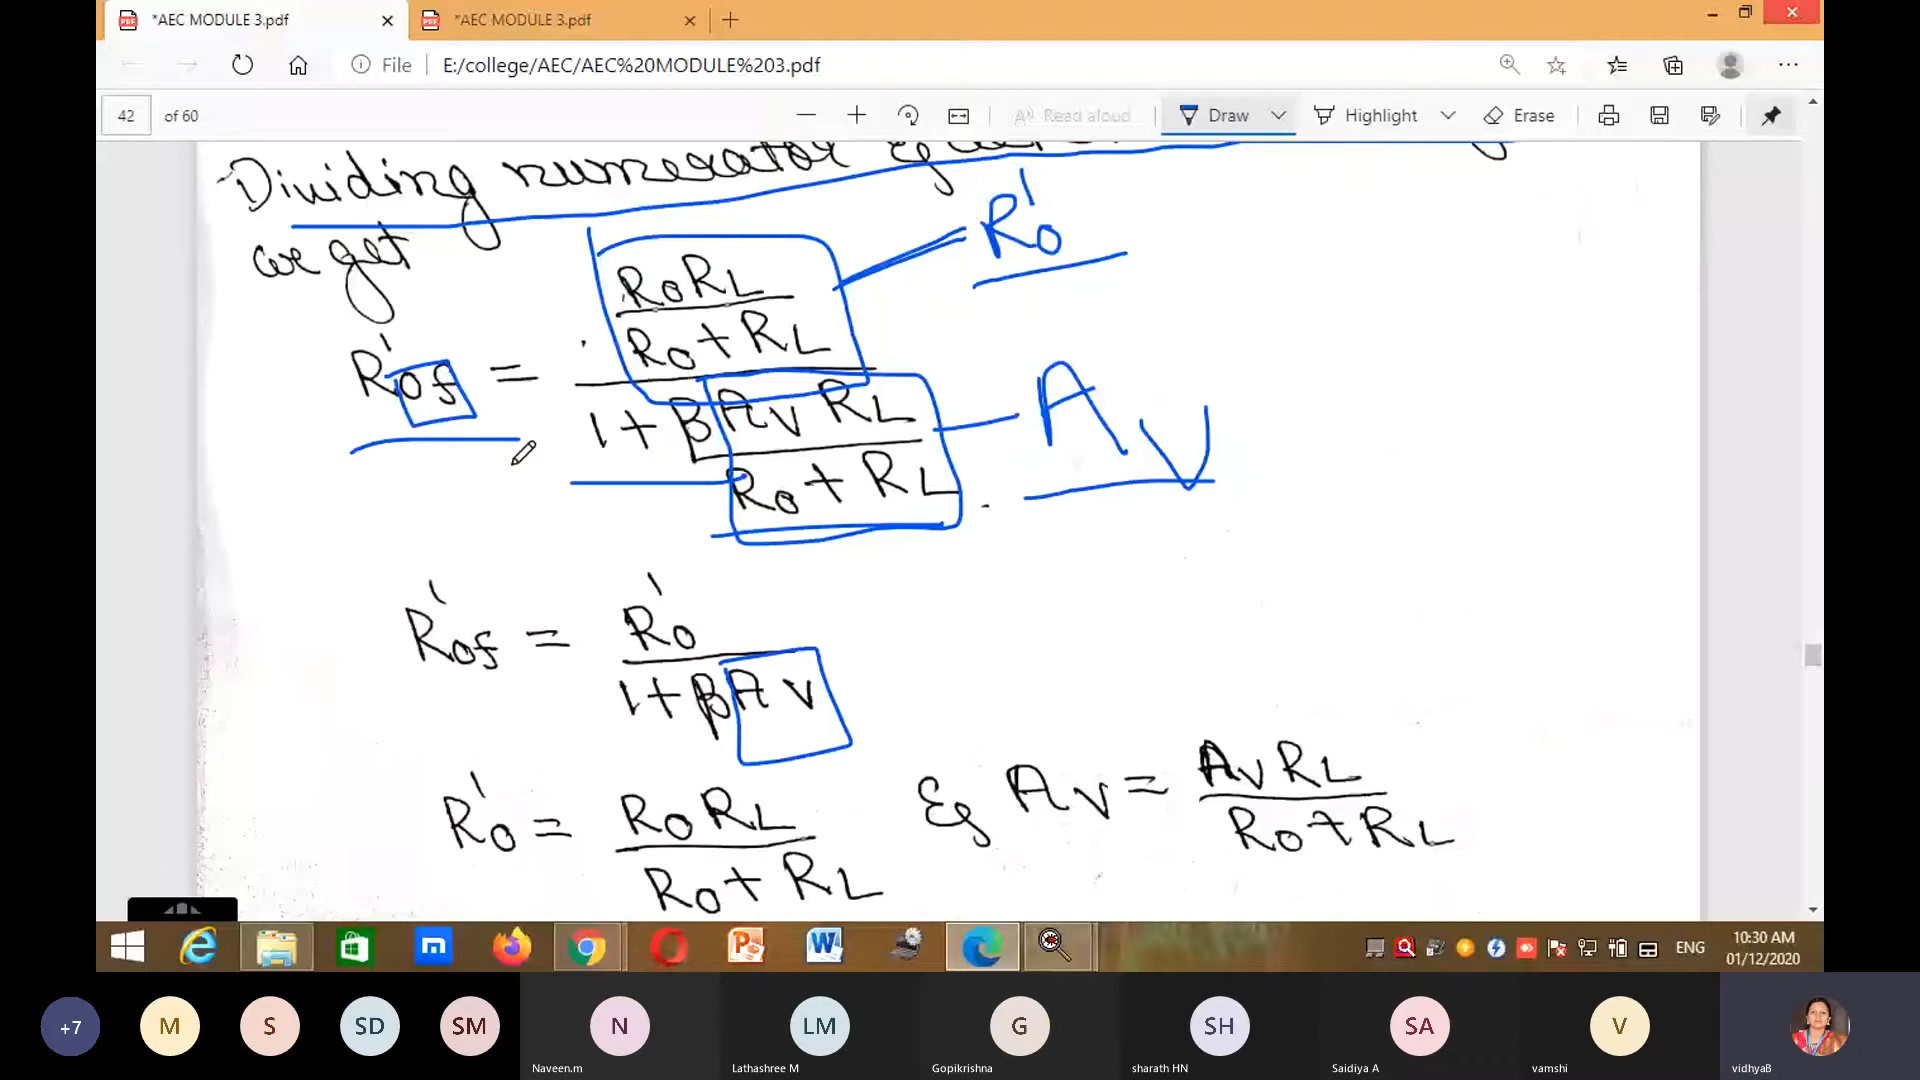 *AEC MODULE 3.pdf
*AEC MODULE 3.pdf
File E:/college/AEC/AEC%20MODULE%203.pdf
42 of 60 Read aloud Draw Highlight Erase
Dividing numerator &
we get
R'of = RoRL / Ro+RL / 1+βAvRL / Ro+RL
R'o
Av
R'of = R'o / 1+βAv
R'o = RoRL / Ro+RL & Av = AvRL / Ro+RL
ENG
10:30 AM
01/12/2020
+7 M S SD SM N LM G SH SA V
Naveen.m Lathashree M Gopikrishna sharath HN Saidiya A vamshi vidhyaB